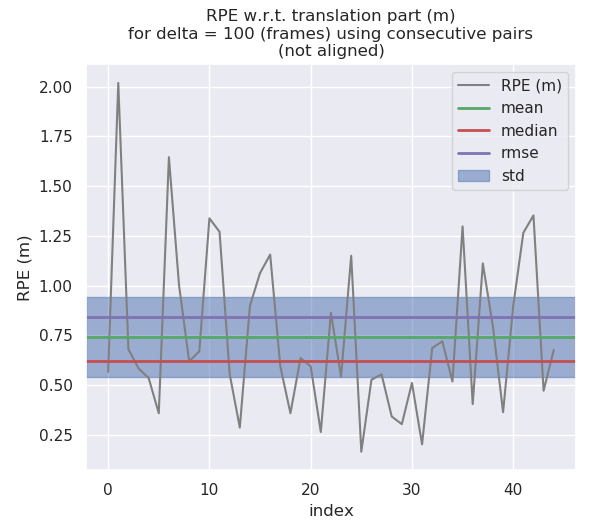 RPE w.r.t. translation part (m)
for delta = 100 (frames) using consecutive pairs
(not aligned)
RPE (m)
mean
median
rmse
std
2.00
1.75
1.50
1.25
1.00
0.75
0.50
0.25
RPE (m)
0 10 20 30 40
index